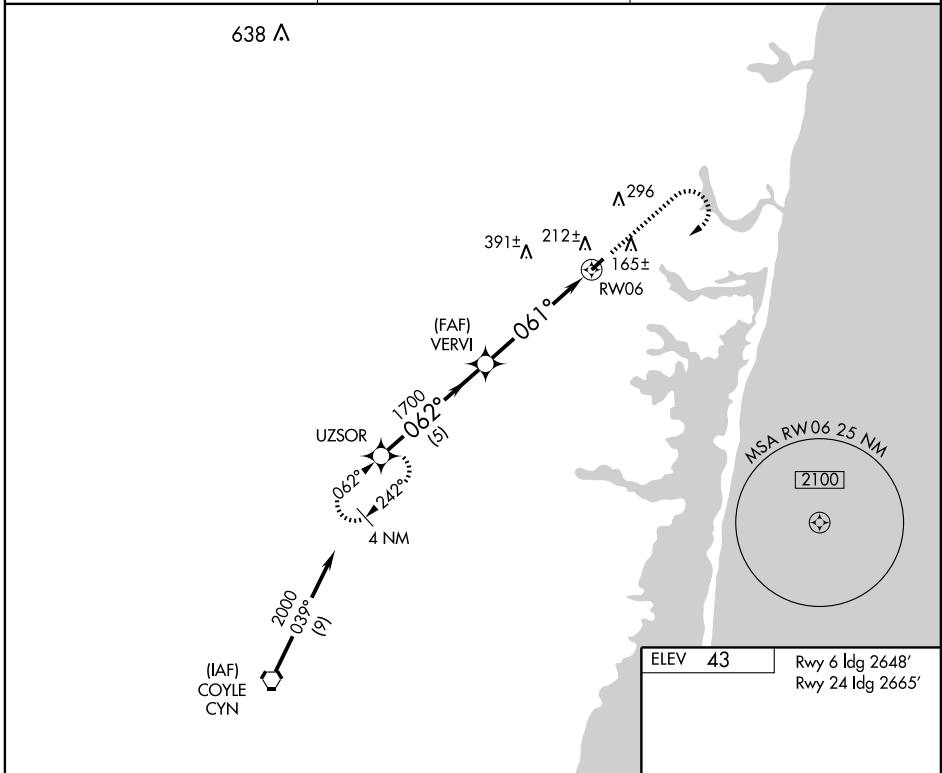 638
296
391±
212±
165±
RW06
061°
(FAF)
VERVI
1700
062°
(5)
UZSOR
062°
242°
4 NM
MSA RW06 25 NM
2100
2000
039°
(9)
(IAF)
COYLE
CYN
ELEV 43
Rwy 6 ldg 2648'
Rwy 24 ldg 2665'